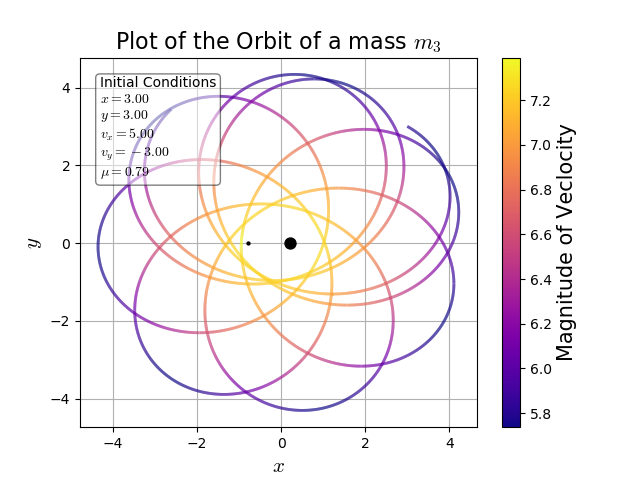 Plot of the Orbit of a mass m₃
Initial Conditions
x = 3.00
y = 3.00
vₓ = 5.00
v_y = −3.00
μ = 0.79
4
2
0
−2
−4
y
−4
−2
0
2
4
x
7.2
7.0
6.8
6.6
6.4
6.2
6.0
5.8
Magnitude of Veclocity